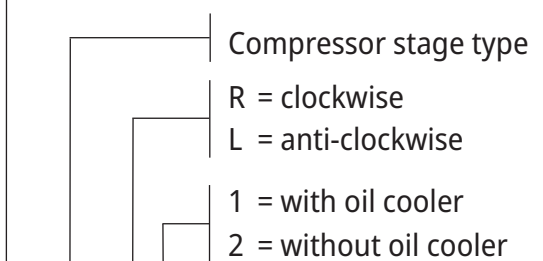 Compressor stage type
R = clockwise
L = anti-clockwise
1 = with oil cooler
2 = without oil cooler